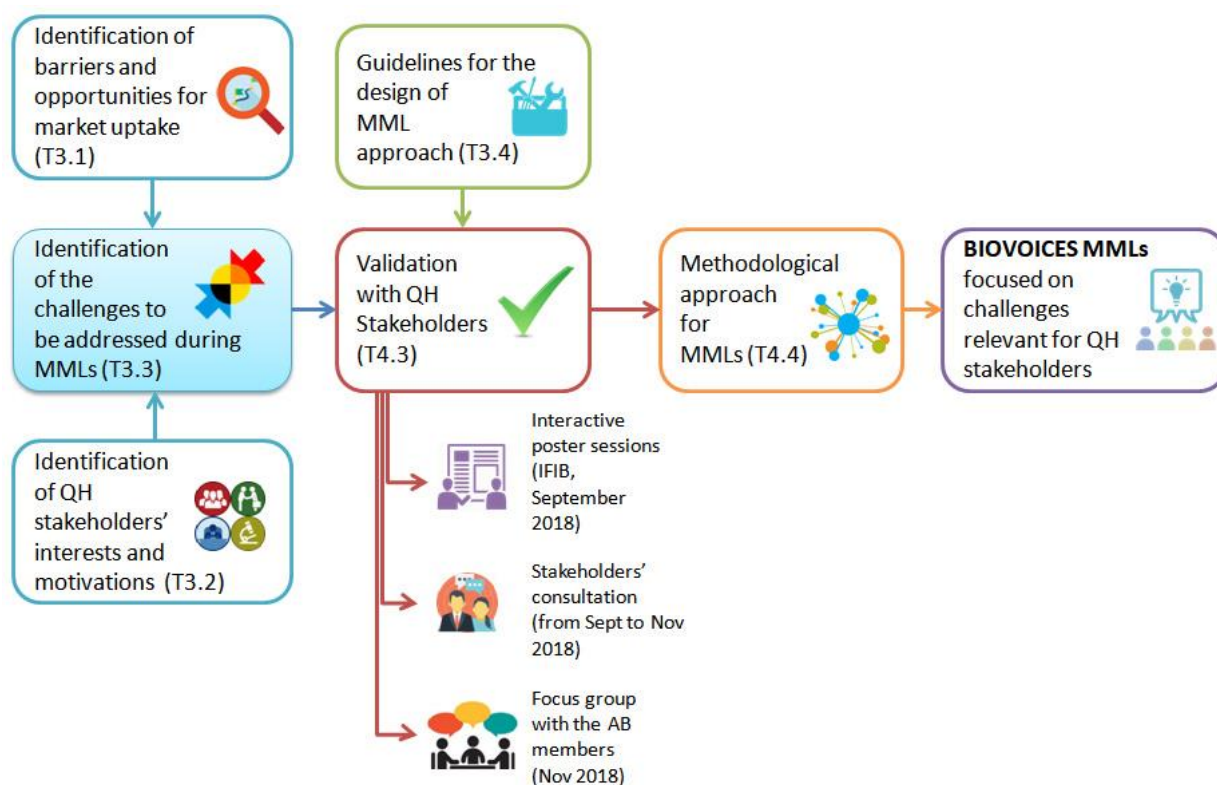 Identification of
barriers and
opportunities for
market uptake
(T3.1)
Guidelines for the
design of
MML
approach (T3.4)
Identification
of the
challenges to
be addressed during
MMLs (T3.3)
Validation
with QH
Stakeholders
(T4.3)
Methodological
approach
for
MMLs (T4.4)
BIOVOICES MMLs
focused on
challenges
relevant for QH
stakeholders
Identification
of QH
stakeholders’
interests and
motivations (T3.2)
Interactive
poster sessions
(IFIB,
September
2018)
Stakeholders’
consultation
(from Sept to Nov
2018)
Focus group
with the AB
members
(Nov 2018)